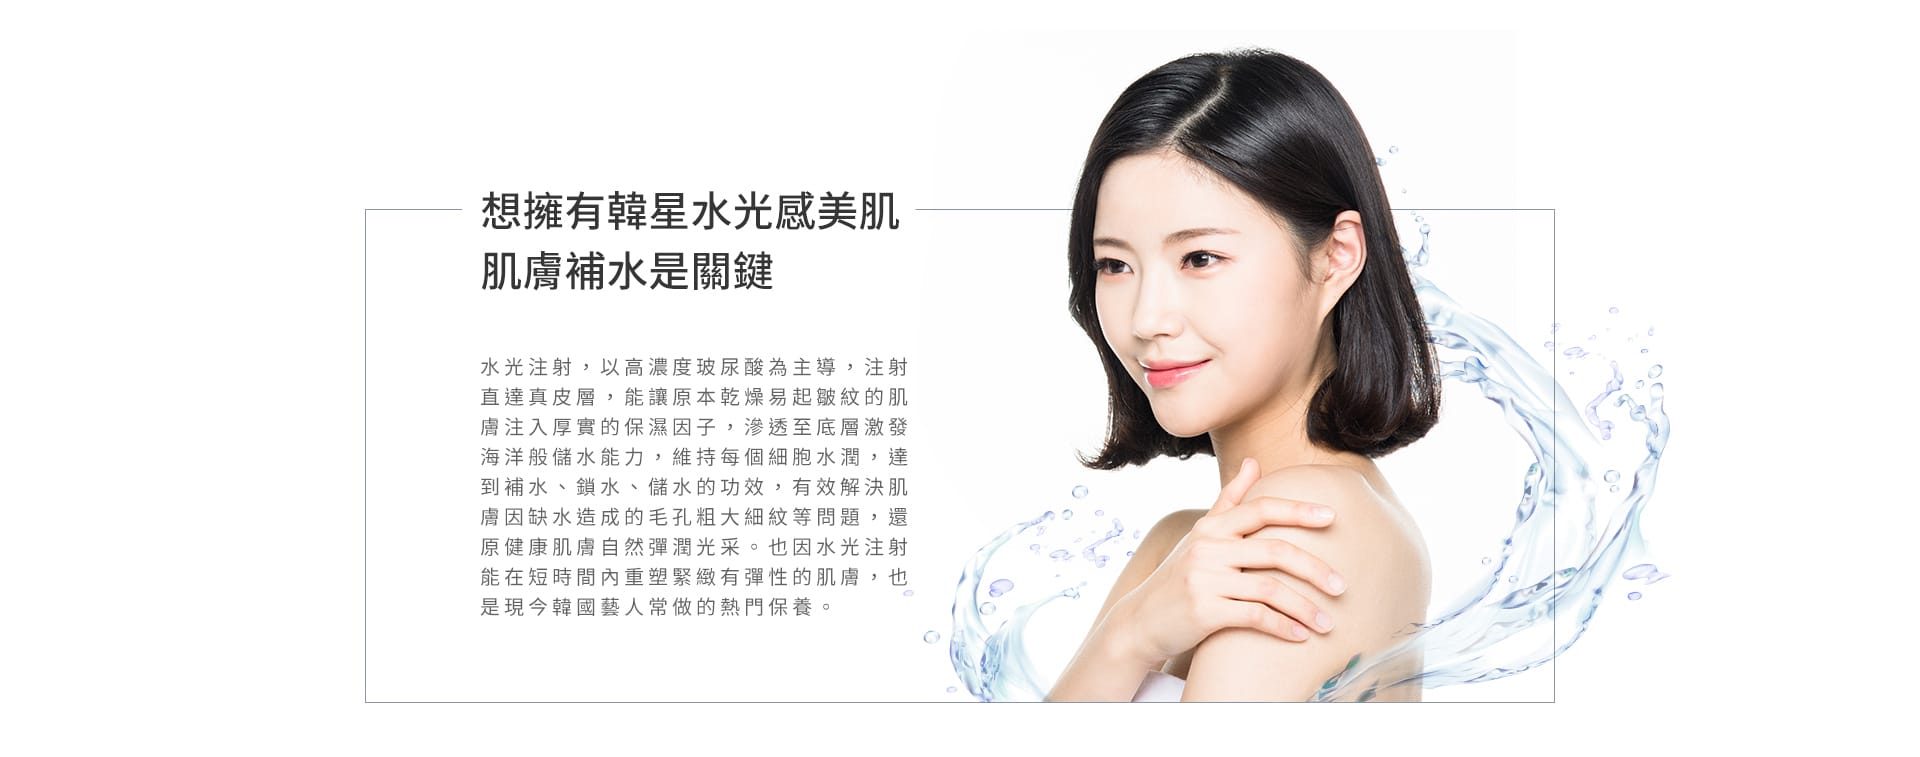 想擁有韓星水光感美肌
肌膚補水是關鍵
水光注射，以高濃度玻尿酸為主導，注射
直達真皮層，能讓原本乾燥易起皺紋的肌
膚注入厚實的保濕因子，滲透至底層激發
海洋般儲水能力，維持每個細胞水潤，達
到補水、鎖水、儲水的功效，有效解決肌
膚因缺水造成的毛孔粗大細紋等問題，還
原健康肌膚自然彈潤光采。也因水光注射
能在短時間內重塑緊緻有彈性的肌膚，也
是現今韓國藝人常做的熱門保養。